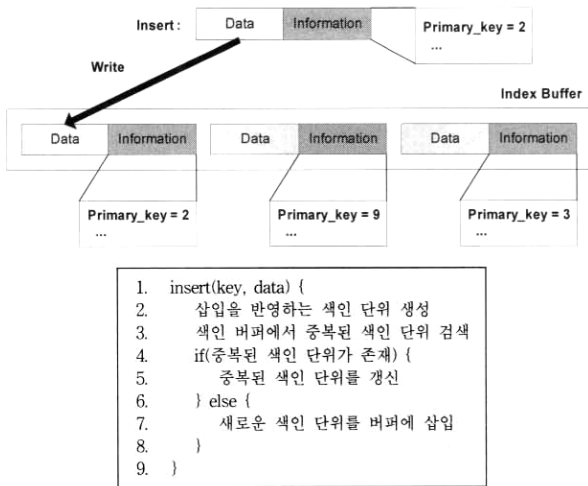 Insert :
Data
Information
Primary_key = 2
...
Write
Index Buffer
Data
Information
Data
Information
Data
Information
Primary_key = 2
...
Primary_key = 9
...
Primary_key = 3
...
1. insert(key, data) {
2. 삽입을 반영하는 색인 단위 생성
3. 색인 버퍼에서 중복된 색인 단위 검색
4. if(중복된 색인 단위가 존재) {
5. 중복된 색인 단위를 갱신
6. } else {
7. 새로운 색인 단위를 버퍼에 삽입
8. }
9. }